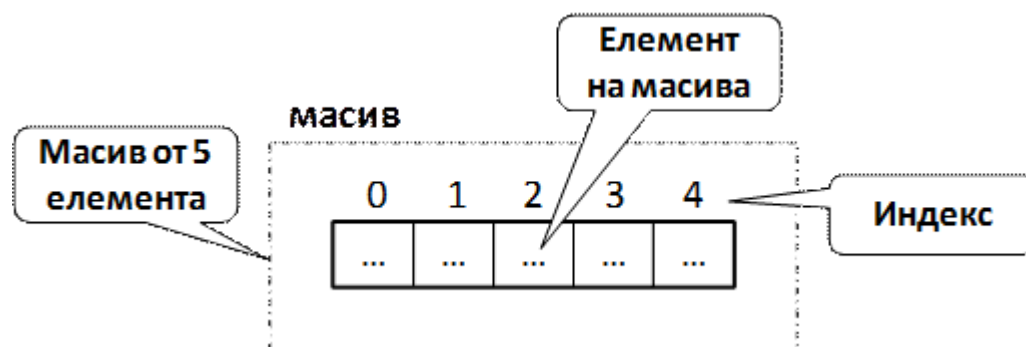 Елемент
на масива
масив
Масив от 5
елемента
0 1 2 3 4
Индекс
... ... ... ... ...